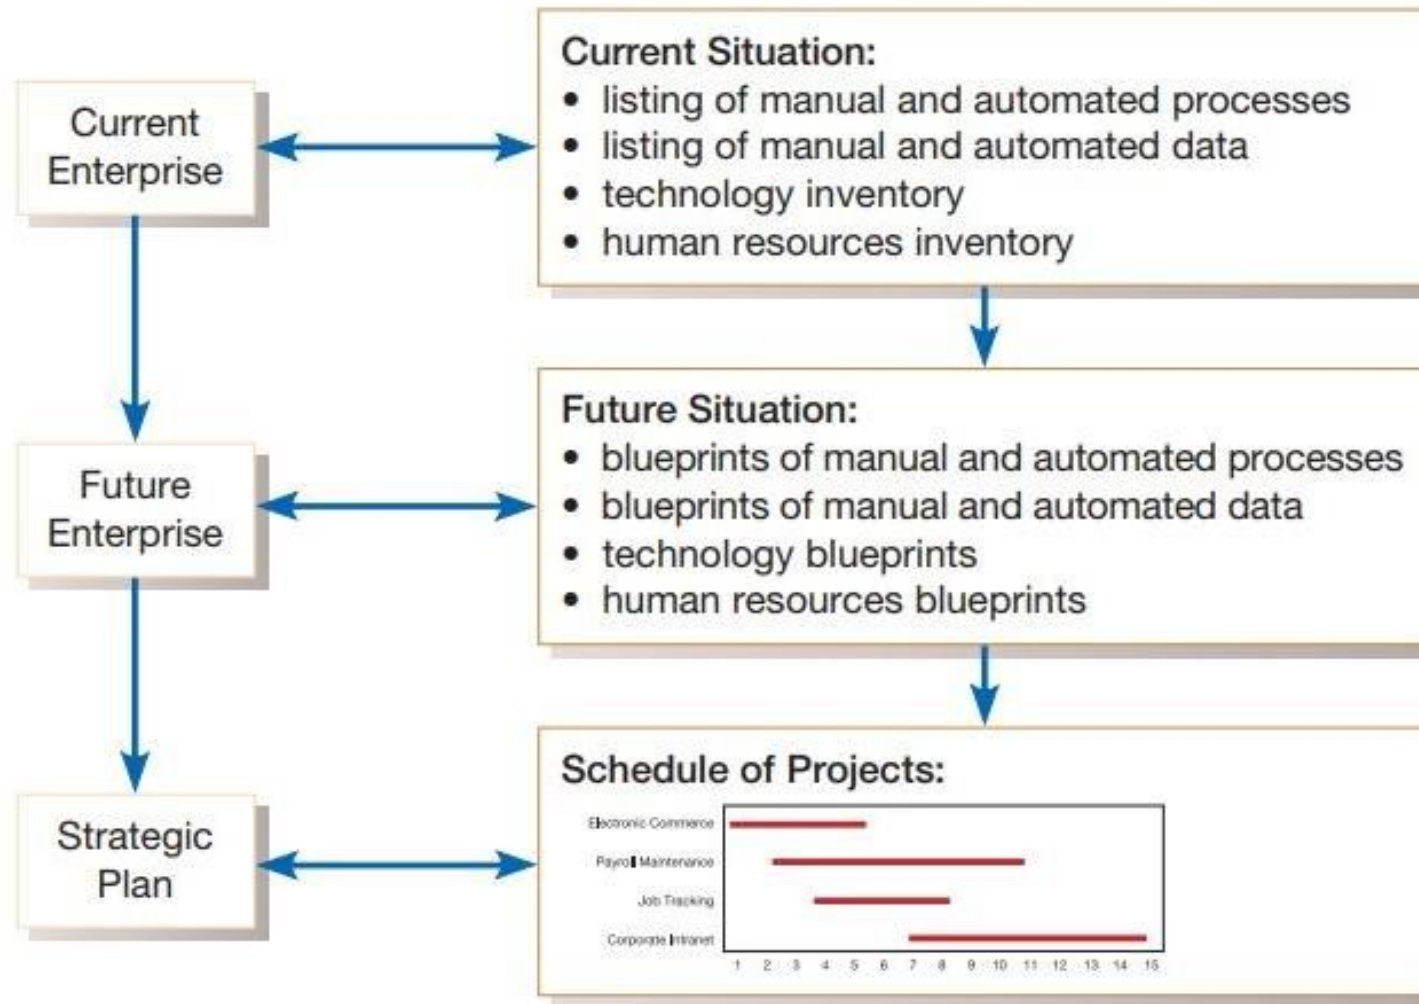 Current
Enterprise
Current Situation:
• listing of manual and automated processes
• listing of manual and automated data
• technology inventory
• human resources inventory
Future
Enterprise
Future Situation:
• blueprints of manual and automated processes
• blueprints of manual and automated data
• technology blueprints
• human resources blueprints
Strategic
Plan
Schedule of Projects:
Electronic Commerce
Payroll Maintenance
Job Tracking
Corporate Intranet
1 2 3 4 5 6 7 8 9 10 11 12 13 14 15